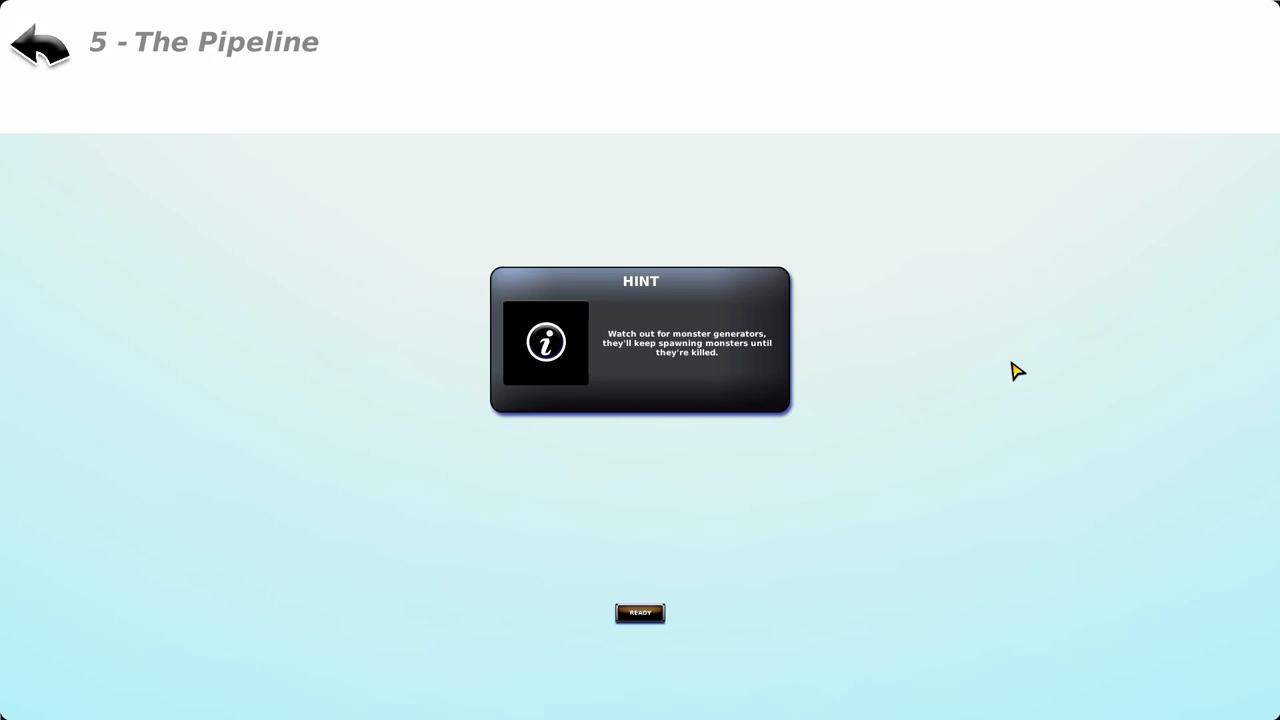 5 - The Pipeline
HINT
Watch out for monster generators,
they'll keep spawning monsters until
they're killed.
READY